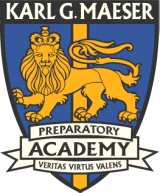 KARL G. MAESER
PREPARATORY
ACADEMY
VERITAS VIRTUS VALENS